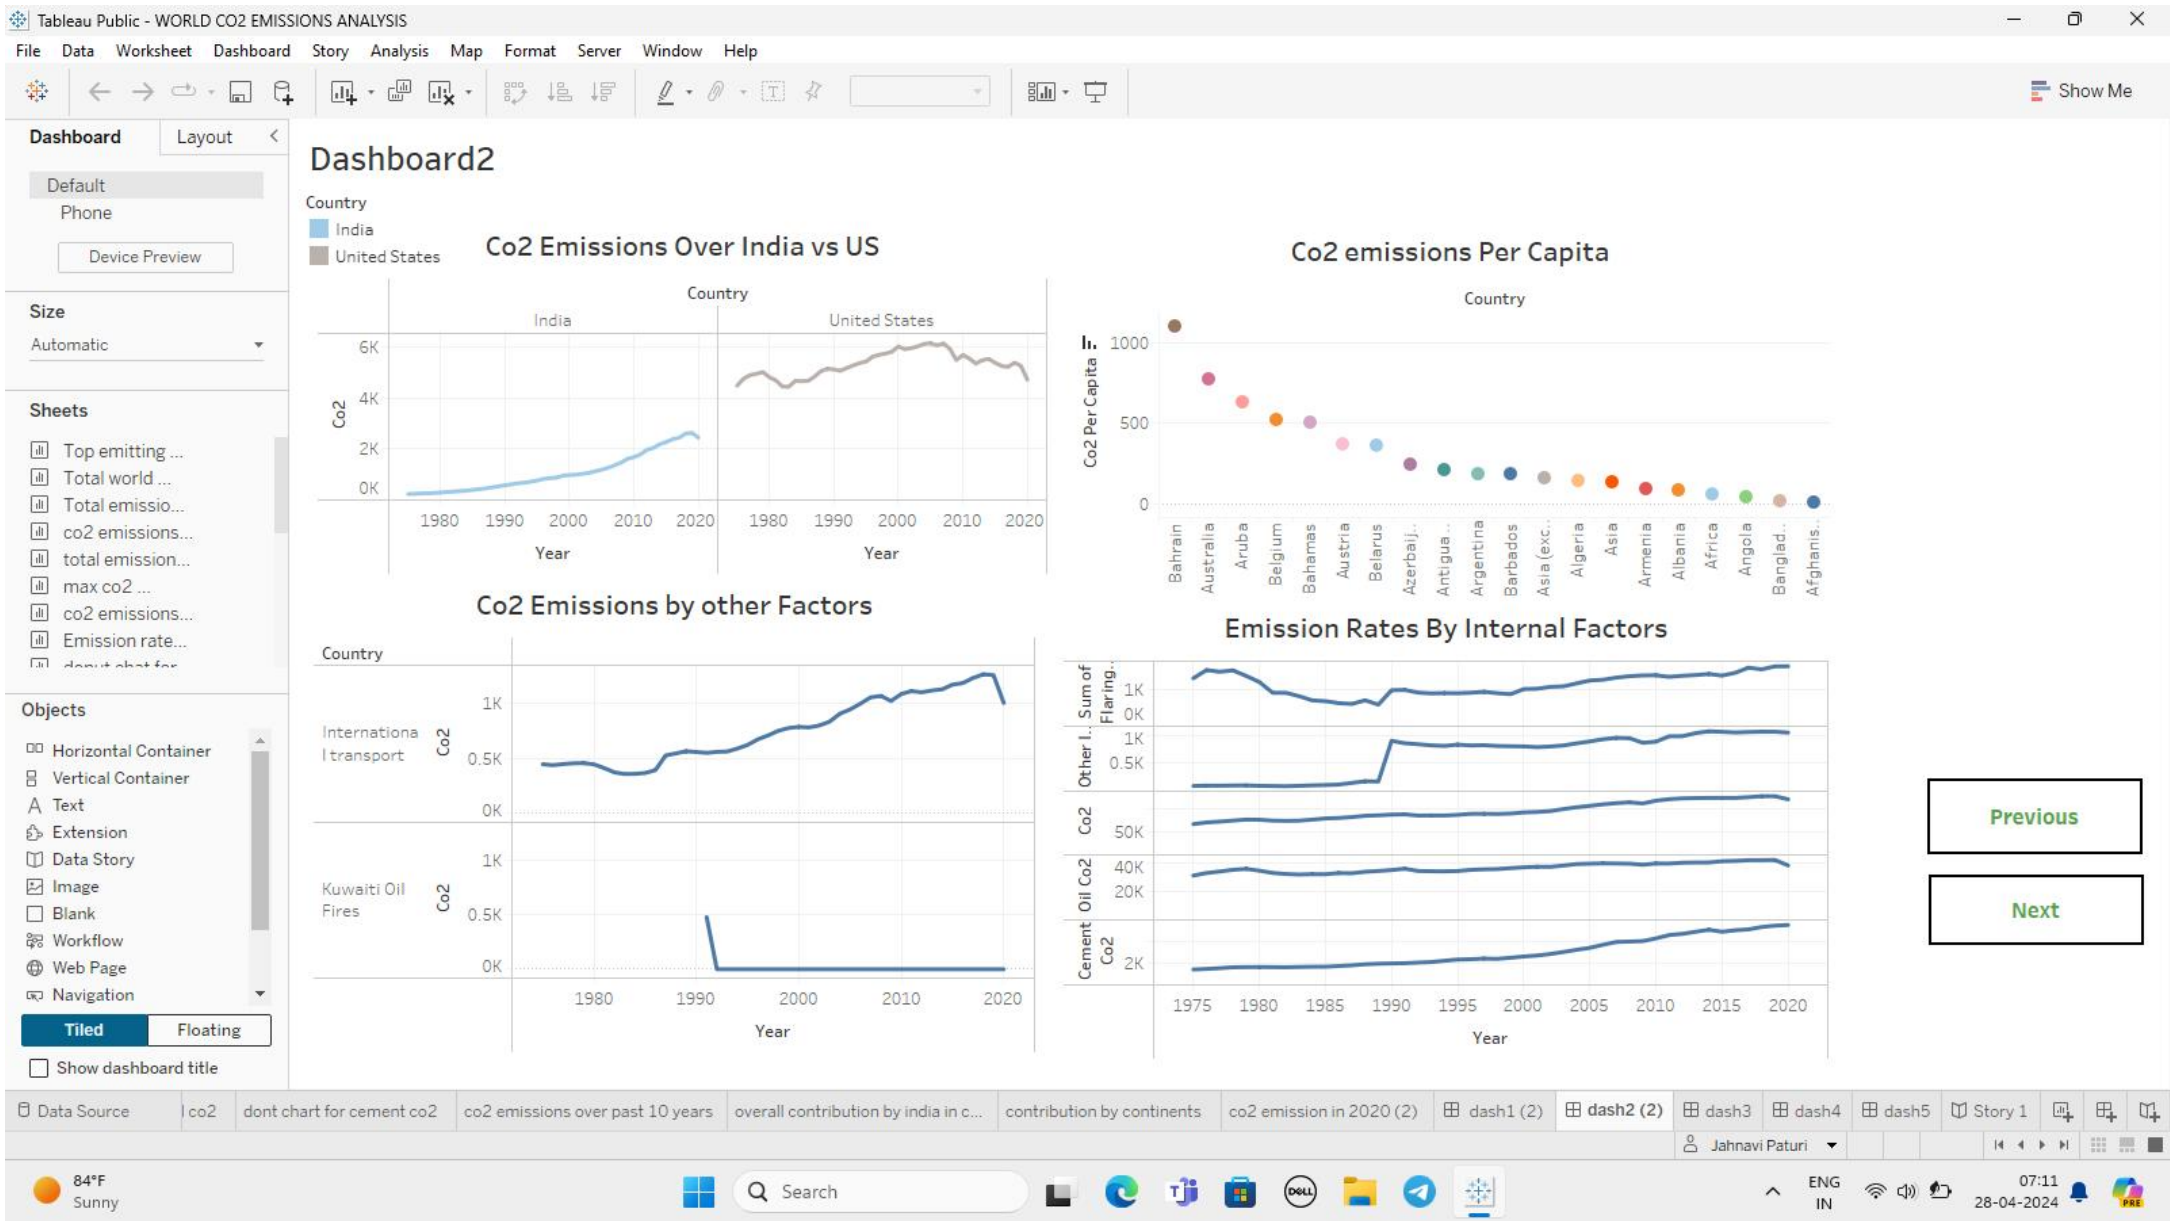 Tableau Public - WORLD CO2 EMISSIONS ANALYSIS
File Data Worksheet Dashboard Story Analysis Map Format Server Window Help
Show Me
Dashboard Layout
Default
Phone
Device Preview
Size
Automatic
Sheets
Top emitting ...
Total world ...
Total emissio...
co2 emissions...
total emission...
max co2 ...
co2 emissions...
Emission rate...
Objects
Horizontal Container
Vertical Container
Text
Extension
Data Story
Image
Blank
Workflow
Web Page
Navigation
Tiled Floating
Show dashboard title
Dashboard2
Country
India
United States
Co2 Emissions Over India vs US
Country
India United States
Co2
6K
4K
2K
0K
1980 1990 2000 2010 2020 1980 1990 2000 2010 2020
Year Year
Co2 emissions Per Capita
Country
Co2 Per Capita
1000
500
0
Bahrain
Australia
Aruba
Belgium
Bahamas
Austria
Belarus
Azerbaij..
Antigua ..
Argentina
Barbados
Asia (exc..
Algeria
Asia
Armenia
Albania
Africa
Angola
Banglad..
Afghanis..
Co2 Emissions by other Factors
Country
Internationa
l transport
Co2
1K
0.5K
0K
Kuwaiti Oil
Fires
Co2
1K
0.5K
0K
1980 1990 2000 2010 2020
Year
Emission Rates By Internal Factors
Sum of
Flaring..
1K
0K
Other I..
1K
0.5K
Co2
50K
Oil Co2
40K
20K
Cement
Co2
2K
1975 1980 1985 1990 1995 2000 2005 2010 2015 2020
Year
Previous
Next
Data Source l co2 dont chart for cement co2 co2 emissions over past 10 years overall contribution by india in c... contribution by continents co2 emission in 2020 (2) dash1 (2) dash2 (2) dash3 dash4 dash5 Story 1
Jahnavi Paturi
84°F
Sunny
Search
DELL
ENG
IN
07:11
28-04-2024
PRE